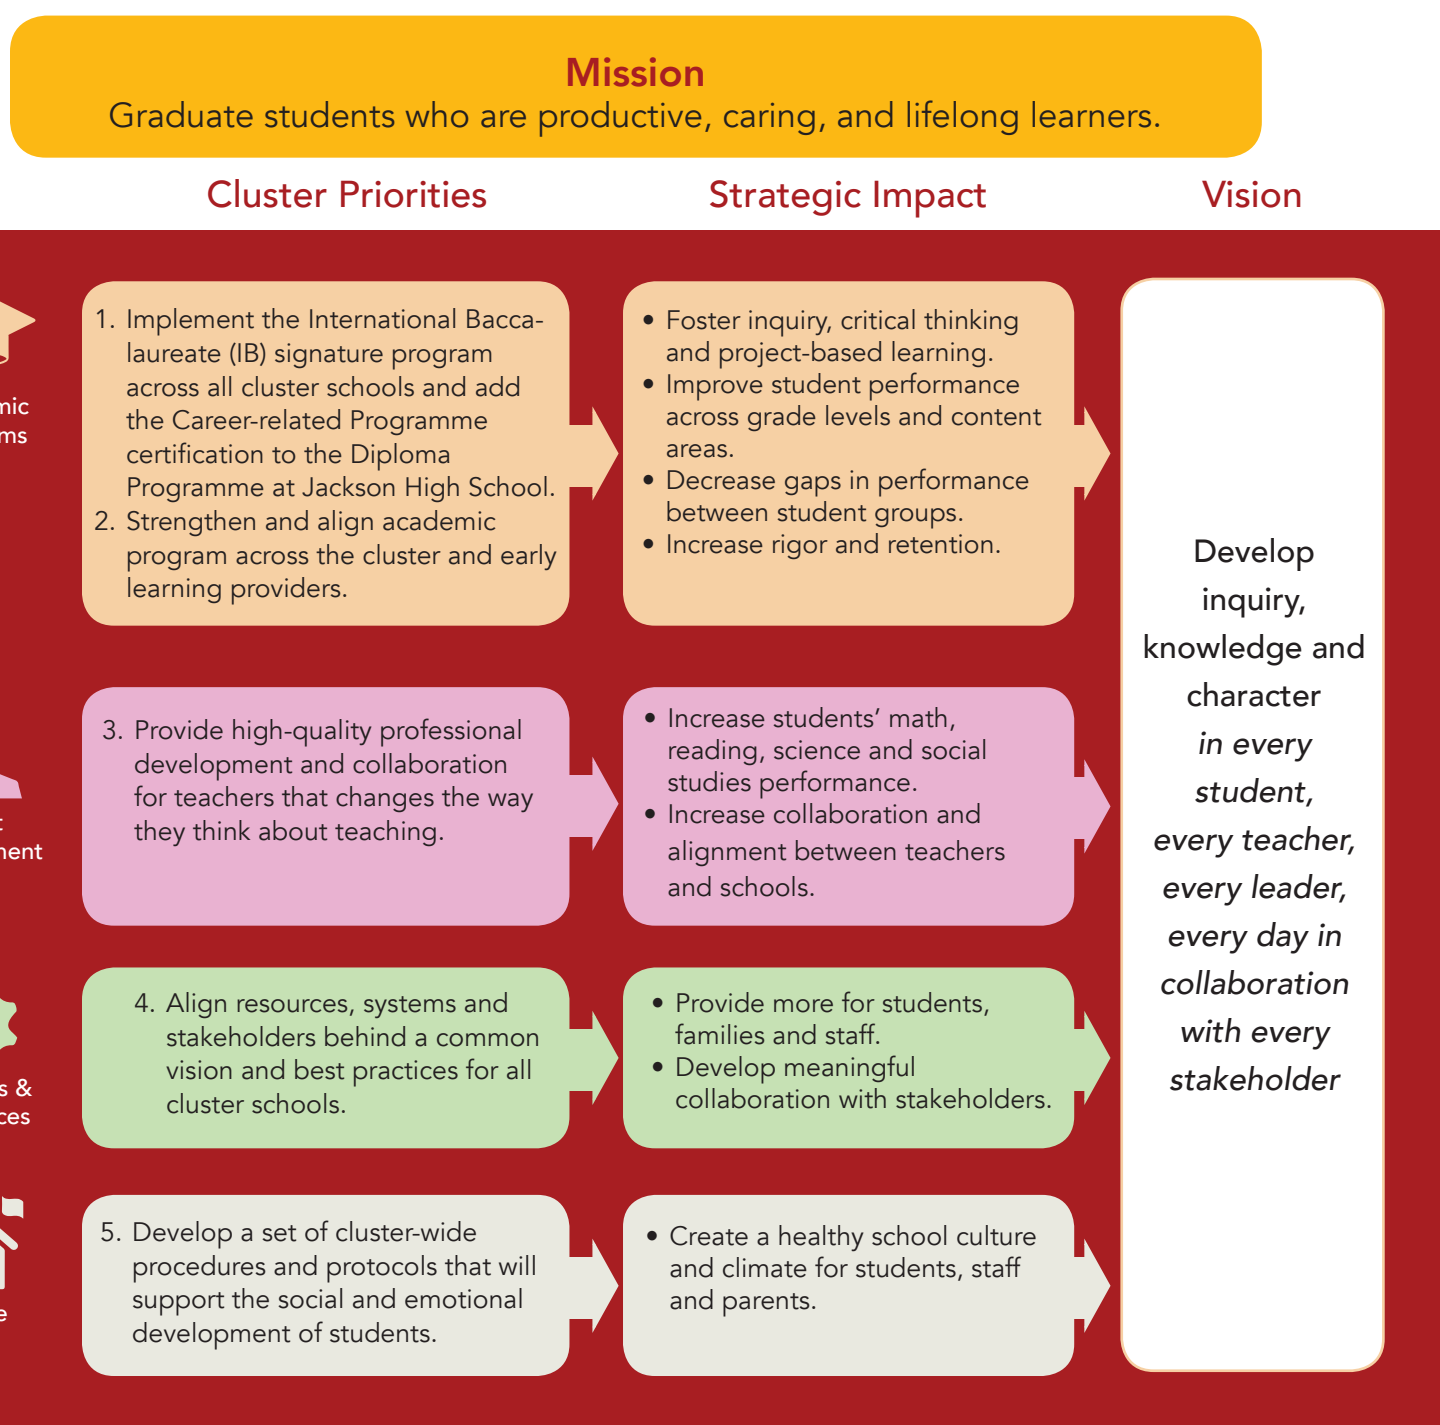 Mission
Graduate students who are productive, caring, and lifelong learners.
Cluster Priorities
Strategic Impact
Vision
1. Implement the International Bacca-
laureate (IB) signature program
across all cluster schools and add
the Career-related Programme
certification to the Diploma
Programme at Jackson High School.
2. Strengthen and align academic
program across the cluster and early
learning providers.
• Foster inquiry, critical thinking
and project-based learning.
• Improve student performance
across grade levels and content
areas.
• Decrease gaps in performance
between student groups.
• Increase rigor and retention.
3. Provide high-quality professional
development and collaboration
for teachers that changes the way
they think about teaching.
• Increase students’ math,
reading, science and social
studies performance.
• Increase collaboration and
alignment between teachers
and schools.
4. Align resources, systems and
stakeholders behind a common
vision and best practices for all
cluster schools.
• Provide more for students,
families and staff.
• Develop meaningful
collaboration with stakeholders.
5. Develop a set of cluster-wide
procedures and protocols that will
support the social and emotional
development of students.
• Create a healthy school culture
and climate for students, staff
and parents.
Develop
inquiry,
knowledge and
character
in every
student,
every teacher,
every leader,
every day in
collaboration
with every
stakeholder